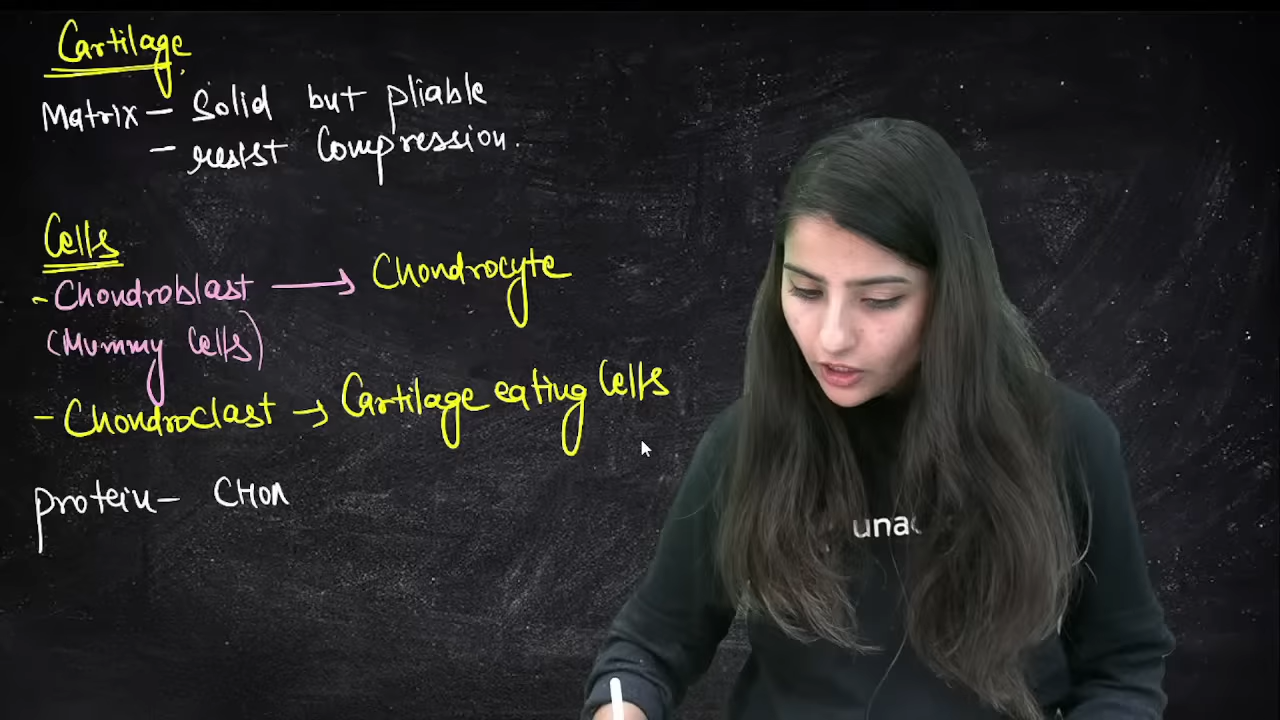 Cartilage
Matrix - Solid but pliable
- resist Compression.
Cells
- Chondroblast → Chondrocyte
(Mummy Cells)
- Chondroclast → Cartilage eating Cells
protein - CHON
unac